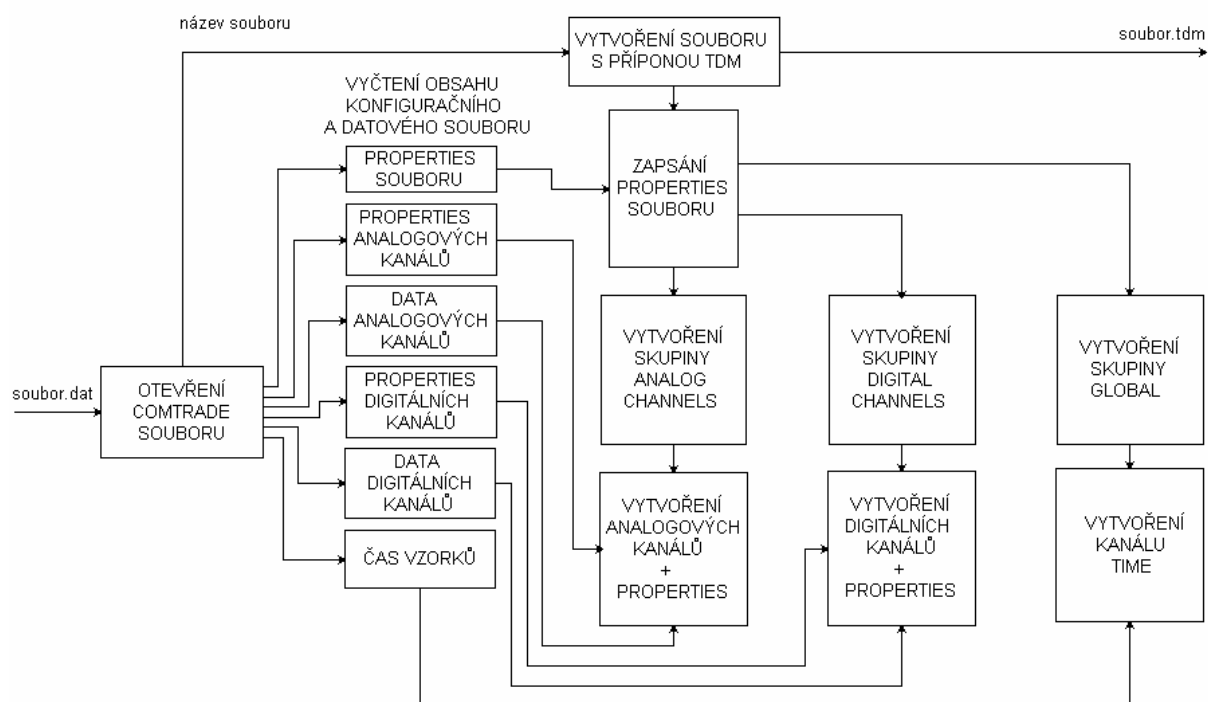 název souboru
VYTVOŘENÍ SOUBORU
S PŘÍPONOU TDM
soubor.tdm
VYČTENÍ OBSAHU
KONFIGURAČNÍHO
A DATOVÉHO SOUBORU
PROPERTIES
SOUBORU
ZAPSÁNÍ
PROPERTIES
SOUBORU
PROPERTIES
ANALOGOVÝCH
KANÁLŮ
DATA
ANALOGOVÝCH
KANÁLŮ
VYTVOŘENÍ
SKUPINY
ANALOG
CHANNELS
VYTVOŘENÍ
SKUPINY
DIGITAL
CHANNELS
VYTVOŘENÍ
SKUPINY
GLOBAL
soubor.dat
OTEVŘENÍ
COMTRADE
SOUBORU
PROPERTIES
DIGITÁLNÍCH
KANÁLŮ
DATA
DIGITÁLNÍCH
KANÁLŮ
ČAS VZORKŮ
VYTVOŘENÍ
ANALOGOVÝCH
KANÁLŮ
+
PROPERTIES
VYTVOŘENÍ
DIGITÁLNÍCH
KANÁLŮ
+
PROPERTIES
VYTVOŘENÍ
KANÁLU
TIME